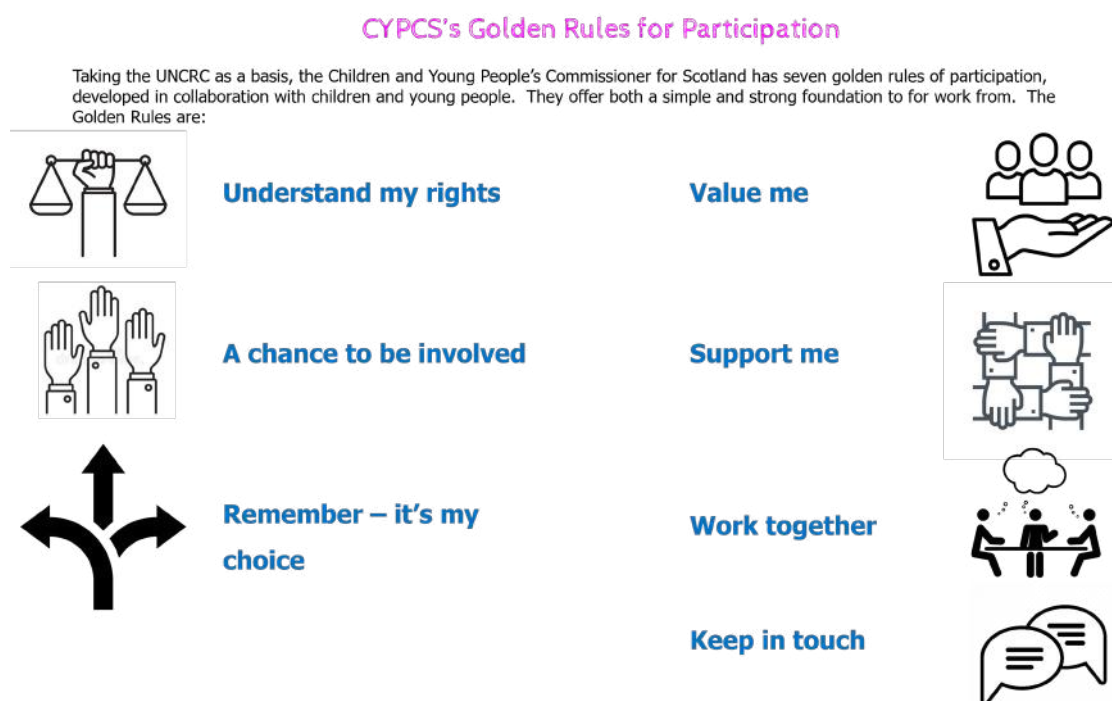 CYPCS's Golden Rules for Participation
Taking the UNCRC as a basis, the Children and Young People's Commissioner for Scotland has seven golden rules of participation,
developed in collaboration with children and young people. They offer both a simple and strong foundation to for work from. The
Golden Rules are:
Understand my rights
Value me
A chance to be involved
Support me
Remember – it's my
choice
Work together
Keep in touch